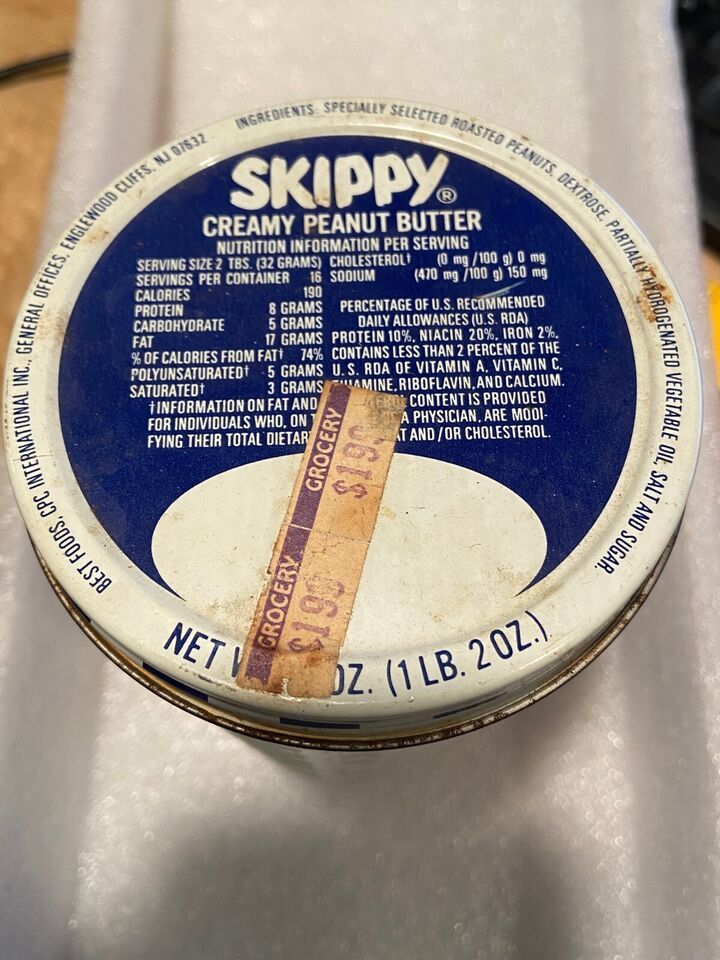 BEST FOODS, CPC INTERNATIONAL INC. GENERAL OFFICES, ENGLEWOOD CLIFFS, NJ 07632
INGREDIENTS: SPECIALLY SELECTED ROASTED PEANUTS, DEXTROSE, PARTIALLY HYDROGENATED VEGETABLE OIL, SALT AND SUGAR.
SKIPPY®
CREAMY PEANUT BUTTER
NUTRITION INFORMATION PER SERVING
SERVING SIZE-2 TBS. (32 GRAMS)
SERVINGS PER CONTAINER 16
CALORIES 190
PROTEIN 8 GRAMS
CARBOHYDRATE 5 GRAMS
FAT 17 GRAMS
% OF CALORIES FROM FAT† 74%
POLYUNSATURATED† 5 GRAMS
SATURATED† 3 GRAMS
CHOLESTEROL† (0 mg /100 g) 0 mg
SODIUM (470 mg /100 g) 150 mg
PERCENTAGE OF U.S. RECOMMENDED
DAILY ALLOWANCES (U.S. RDA)
PROTEIN 10%, NIACIN 20%, IRON 2%,
CONTAINS LESS THAN 2 PERCENT OF THE
U.S. RDA OF VITAMIN A, VITAMIN C,
RIBOFLAVIN, AND CALCIUM.
†INFORMATION ON FAT AND CONTENT IS PROVIDED
FOR INDIVIDUALS WHO, ON A PHYSICIAN, ARE MODI-
FYING THEIR TOTAL AND/OR CHOLESTEROL.
GROCERY
$199
GROCERY
$199
NET OZ. (1 LB. 2 OZ.)